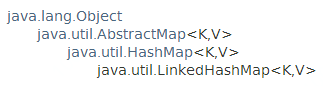 java.lang.Object
java.util.AbstractMap<K,V>
java.util.HashMap<K,V>
java.util.LinkedHashMap<K,V>